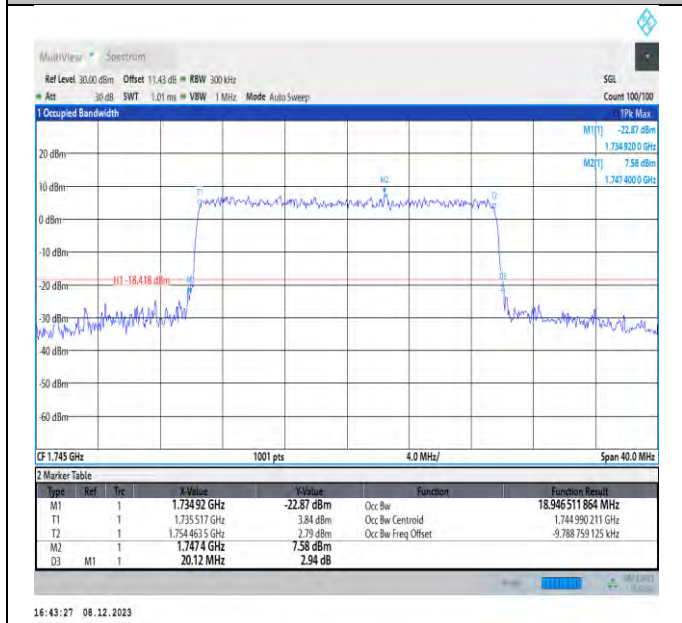 MultiView Spectrum
Ref Level 30.00 dBm Offset 11.43 dB RBW 300 kHz SGL
Att 30 dB SWT 1.01 ms VBW 1 MHz Mode Auto Sweep Count 100/100
1 Occupied Bandwidth 1Pk Max
M1[1] -22.87 dBm
1.734 920 0 GHz
M2[1] 7.58 dBm
1.747 400 0 GHz
20 dBm
10 dBm
0 dBm
-10 dBm
-20 dBm
-30 dBm
-40 dBm
-50 dBm
-60 dBm
H1 -18.418 dBm
T1
M2
T2
M1
D3
CF 1.745 GHz 1001 pts 4.0 MHz/ Span 40.0 MHz
2 Marker Table
Type Ref Trc X-Value Y-Value Function Function Result
M1 1 1.734 92 GHz -22.87 dBm Occ Bw 18.946 511 864 MHz
T1 1 1.735 517 GHz 3.84 dBm Occ Bw Centroid 1.744 990 211 GHz
T2 1 1.754 463 5 GHz 2.79 dBm Occ Bw Freq Offset -9.788 759 125 kHz
M2 1 1.747 4 GHz 7.58 dBm
D3 M1 1 20.12 MHz 2.94 dB
16:43:27 08.12.2023